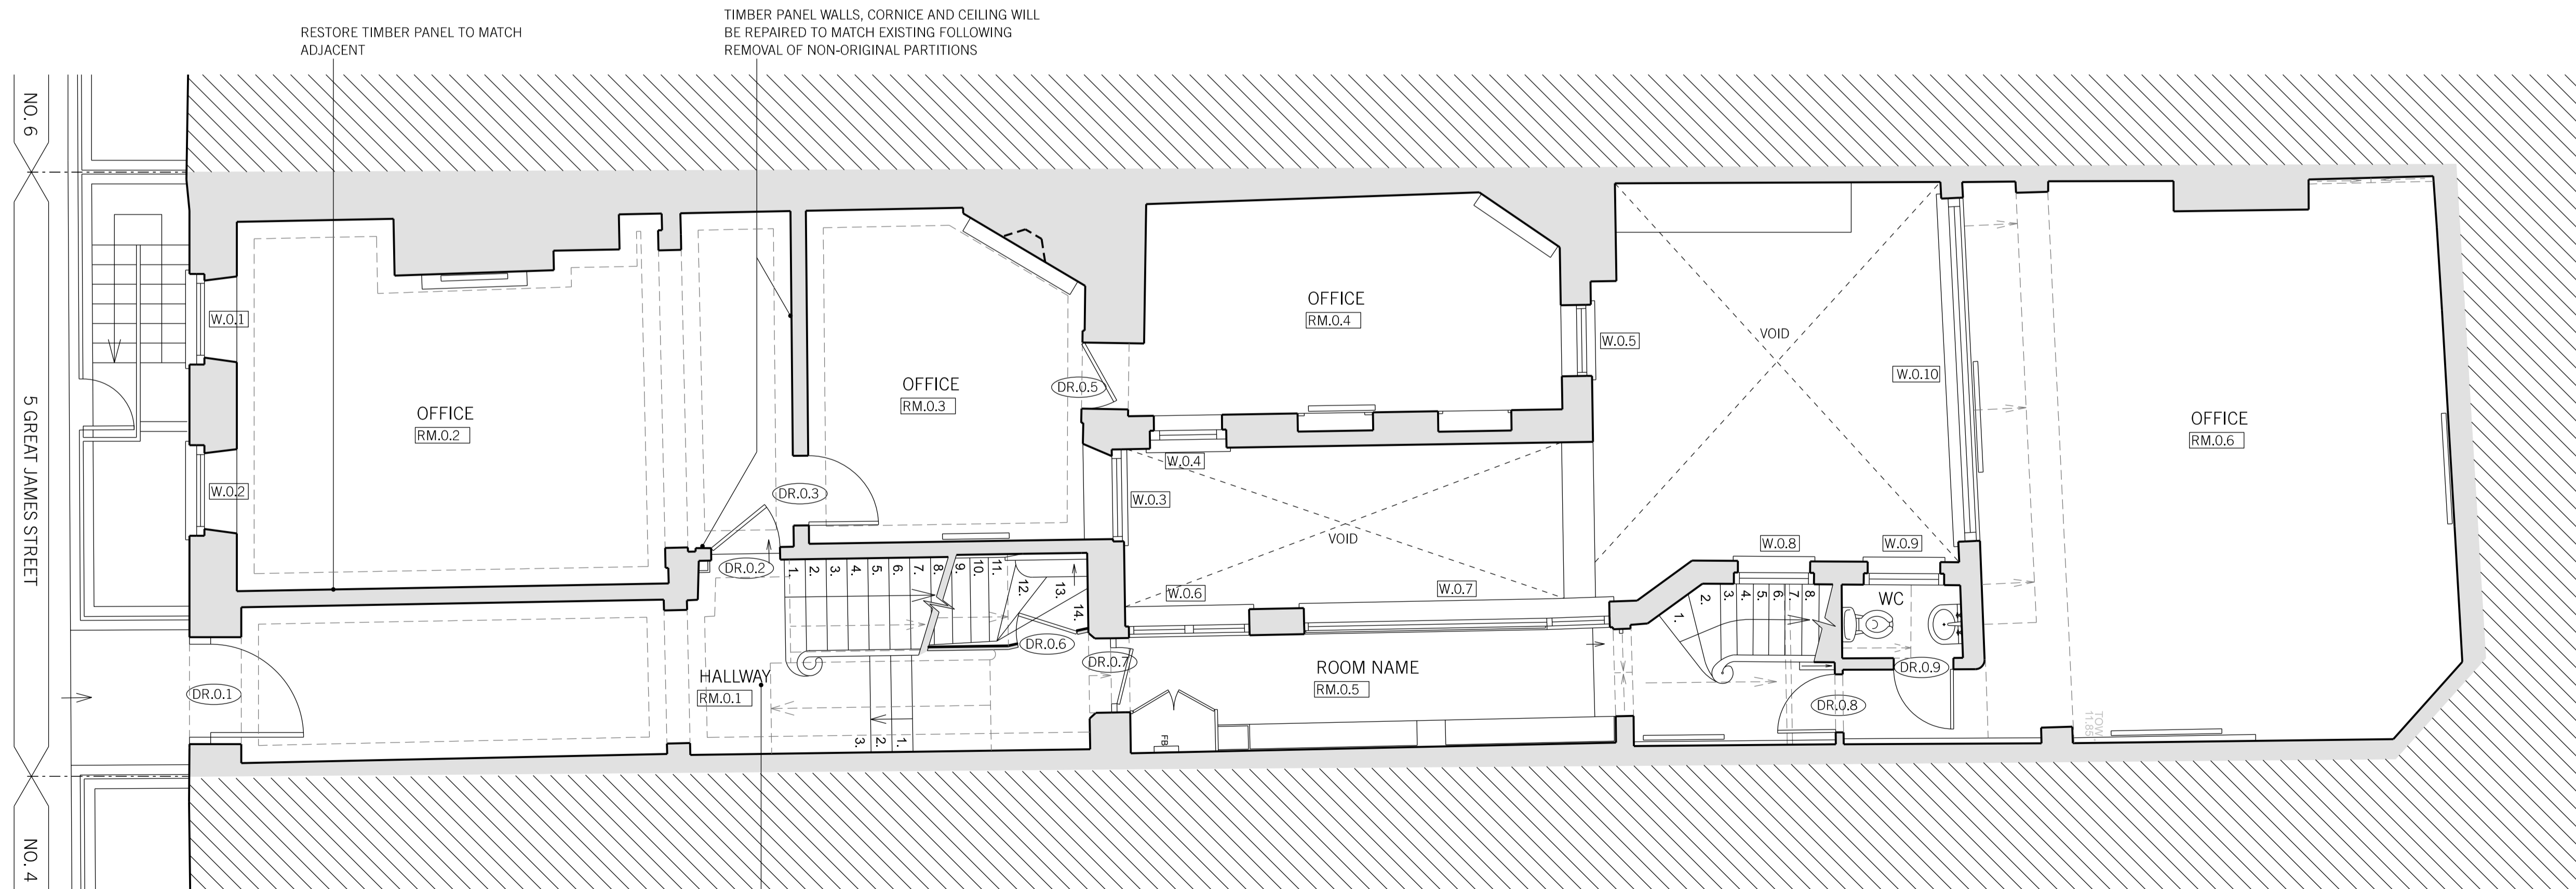 RESTORE TIMBER PANEL TO MATCH
ADJACENT
TIMBER PANEL WALLS, CORNICE AND CEILING WILL
BE REPAIRED TO MATCH EXISTING FOLLOWING
REMOVAL OF NON-ORIGINAL PARTITIONS
NO. 6
5 GREAT JAMES STREET
NO. 4
W.0.1
W.0.2
OFFICE
RM.0.2
DR.0.1
HALLWAY
RM.0.1
DR.0.2
DR.0.3
OFFICE
RM.0.3
DR.0.5
1.
2.
3.
4.
5.
6.
7.
8.
9.
10.
11.
12.
13.
14.
DR.0.6
DR.0.7
3.
2.
1.
OFFICE
RM.0.4
W.0.4
W.0.3
VOID
W.0.6
W.0.7
ROOM NAME
RM.0.5
FB
W.0.5
VOID
W.0.10
W.0.8
W.0.9
1.
2.
3.
4.
5.
6.
7.
8.
WC
DR.0.9
DR.0.8
OFFICE
RM.0.6
TOW
11.85